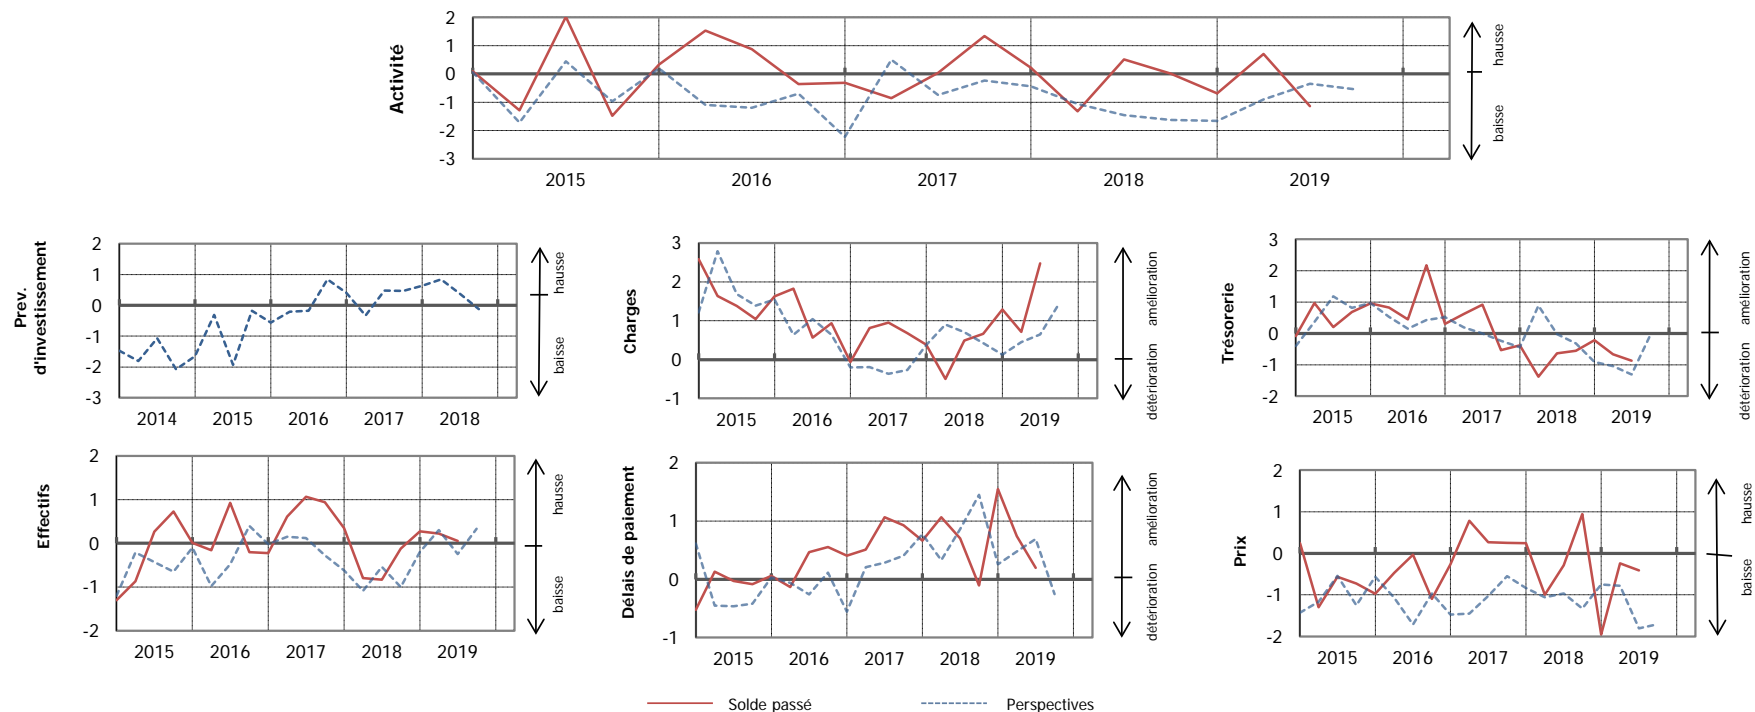 Activité
2
1
0
-1
-2
-3
2015 2016 2017 2018 2019
hausse
baisse
Prev.
d'investissement
2
1
0
-1
-2
-3
2014 2015 2016 2017 2018
hausse
baisse
Charges
3
2
1
0
-1
2015 2016 2017 2018 2019
amélioration
détérioration
Trésorerie
3
2
1
0
-1
-2
2015 2016 2017 2018 2019
amélioration
détérioration
Effectifs
2
1
0
-1
-2
2015 2016 2017 2018 2019
hausse
baisse
Délais de paiement
2
1
0
-1
2015 2016 2017 2018 2019
amélioration
détérioration
Prix
2
1
0
-1
-2
2015 2016 2017 2018 2019
hausse
baisse
Solde passé Perspectives